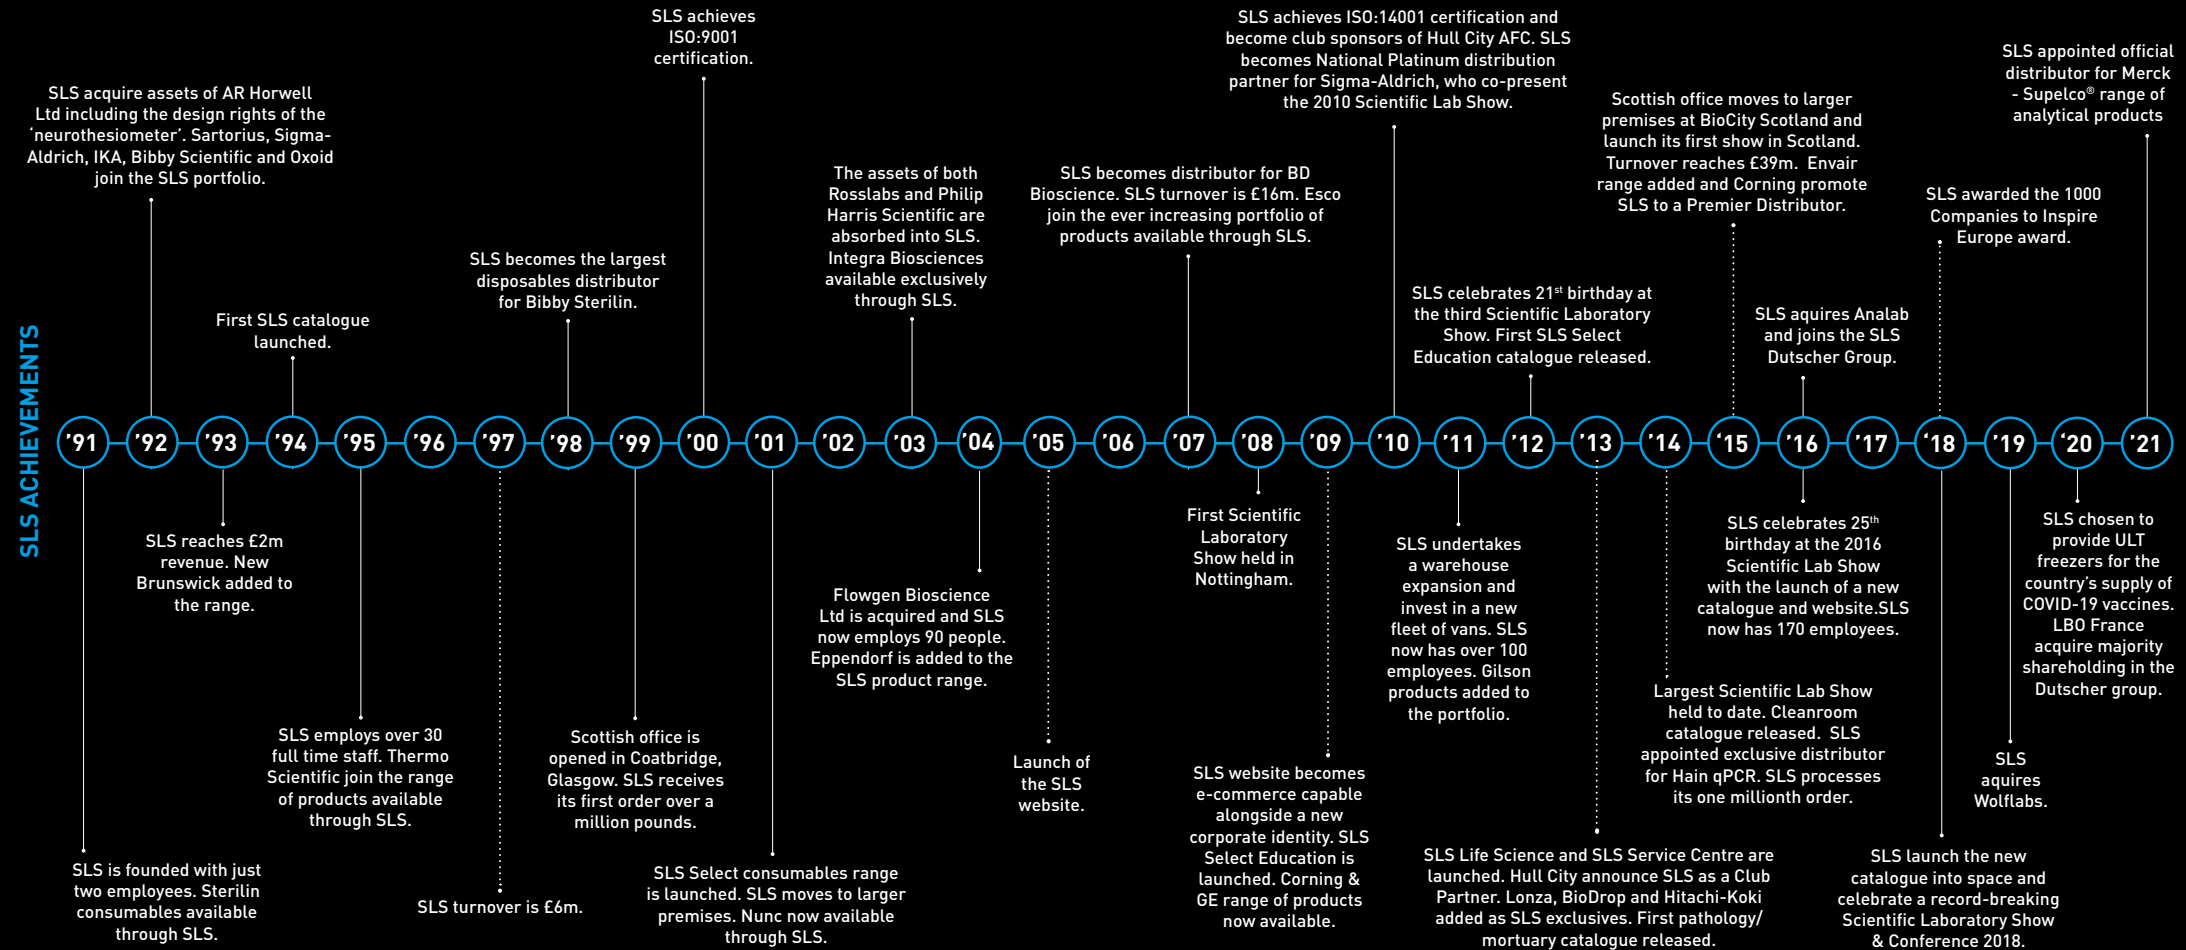 SLS ACHIEVEMENTS
SLS acquire assets of AR Horwell
Ltd including the design rights of the
‘neurothesiometer’. Sartorius, Sigma-
Aldrich, IKA, Bibby Scientific and Oxoid
join the SLS portfolio.
First SLS catalogue
launched.
SLS becomes the largest
disposables distributor
for Bibby Sterilin.
SLS achieves
ISO:9001
certification.
The assets of both
Rosslabs and Philip
Harris Scientific are
absorbed into SLS.
Integra Biosciences
available exclusively
through SLS.
SLS becomes distributor for BD
Bioscience. SLS turnover is £16m. Esco
join the ever increasing portfolio of
products available through SLS.
SLS achieves ISO:14001 certification and
become club sponsors of Hull City AFC. SLS
becomes National Platinum distribution
partner for Sigma-Aldrich, who co-present
the 2010 Scientific Lab Show.
SLS celebrates 21st birthday at
the third Scientific Laboratory
Show. First SLS Select
Education catalogue released.
Scottish office moves to larger
premises at BioCity Scotland and
launch its first show in Scotland.
Turnover reaches £39m.  Envair
range added and Corning promote
SLS to a Premier Distributor.
SLS aquires Analab
and joins the SLS
Dutscher Group.
SLS awarded the 1000
Companies to Inspire
Europe award.
SLS appointed official
distributor for Merck
- Supelco® range of
analytical products
’91 ’92 ’93 ’94 ’95 ’96 ’97 ’98 ’99 ’00 ’01 ’02 ’03 ’04 ’05 ’06 ’07 ’08 ’09 ’10 ’11 ’12 ’13 ’14 ‘15 ’16 ’17 ‘18 ’19 ‘20 ’21
SLS is founded with just
two employees. Sterilin
consumables available
through SLS.
SLS reaches £2m
revenue. New
Brunswick added to
the range.
SLS employs over 30
full time staff. Thermo
Scientific join the range
of products available
through SLS.
SLS turnover is £6m.
Scottish office is
opened in Coatbridge,
Glasgow. SLS receives
its first order over a
million pounds.
SLS Select consumables range
is launched. SLS moves to larger
premises. Nunc now available
through SLS.
Flowgen Bioscience
Ltd is acquired and SLS
now employs 90 people.
Eppendorf is added to the
SLS product range.
Launch of
the SLS
website.
First Scientific
Laboratory
Show held in
Nottingham.
SLS website becomes
e-commerce capable
alongside a new
corporate identity. SLS
Select Education is
launched. Corning &
GE range of products
now available.
SLS undertakes
a warehouse
expansion and
invest in a new
fleet of vans. SLS
now has over 100
employees. Gilson
products added to
the portfolio.
SLS Life Science and SLS Service Centre are
launched. Hull City announce SLS as a Club
Partner. Lonza, BioDrop and Hitachi-Koki
added as SLS exclusives. First pathology/
mortuary catalogue released.
Largest Scientific Lab Show
held to date. Cleanroom
catalogue released.  SLS
appointed exclusive distributor
for Hain qPCR. SLS processes
its one millionth order.
SLS celebrates 25th
birthday at the 2016
Scientific Lab Show
with the launch of a new
catalogue and website.SLS
now has 170 employees.
SLS launch the new
catalogue into space and
celebrate a record-breaking
Scientific Laboratory Show
& Conference 2018.
SLS
aquires
Wolflabs.
SLS chosen to
provide ULT
freezers for the
country’s supply of
COVID-19 vaccines.
LBO France
acquire majority
shareholding in the
Dutscher group.